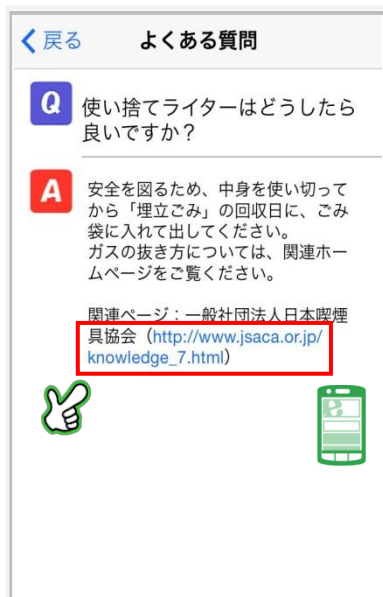 戻る よくある質問
Q 使い捨てライターはどうしたら
良いですか？
A 安全を図るため、中身を使い切って
から「埋立ごみ」の回収日に、ごみ
袋に入れて出してください。
ガスの抜き方については、関連ホー
ムページをご覧ください。
関連ページ：一般社団法人日本喫煙
具協会（http://www.jsaca.or.jp/
knowledge_7.html）
e